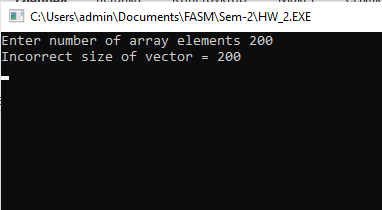 C:\Users\admin\Documents\FASM\Sem-2\HW_2.EXE
Enter number of array elements 200
Incorrect size of vector = 200